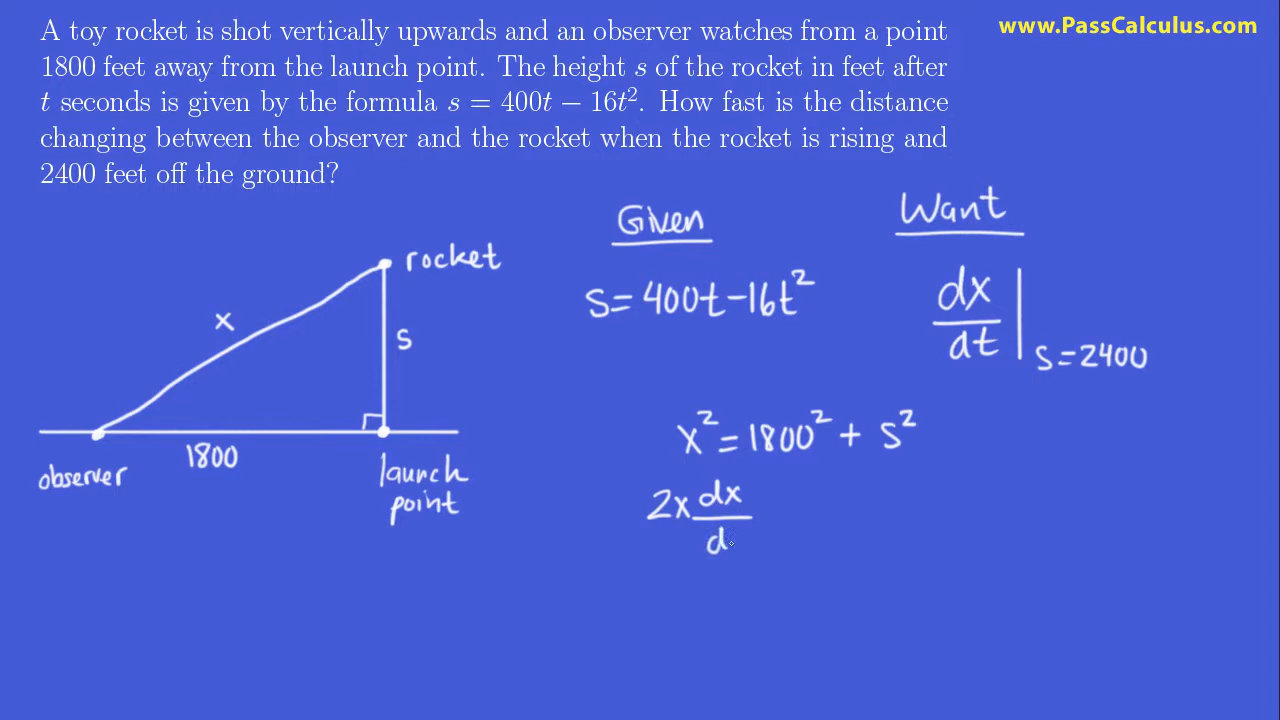 A toy rocket is shot vertically upwards and an observer watches from a point
1800 feet away from the launch point. The height s of the rocket in feet after
t seconds is given by the formula s = 400t − 16t². How fast is the distance
changing between the observer and the rocket when the rocket is rising and
2400 feet off the ground?
www.PassCalculus.com
rocket
x
s
1800
observer
launch
point
Given
s=400t-16t²
Want
dx
dt
s=2400
x²=1800²+s²
2x dx
d